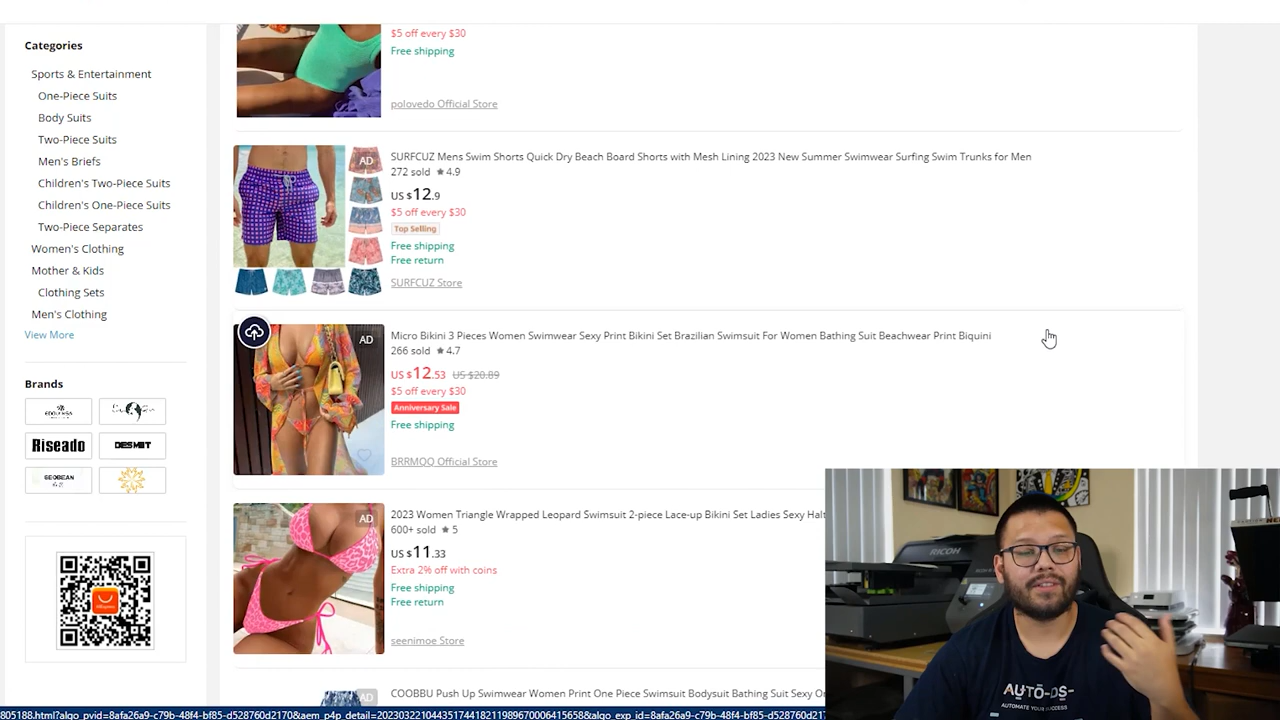 Categories
Sports & Entertainment
One-Piece Suits
Body Suits
Two-Piece Suits
Men's Briefs
Children's Two-Piece Suits
Children's One-Piece Suits
Two-Piece Separates
Women's Clothing
Mother & Kids
Clothing Sets
Men's Clothing
View More
Brands
Riseado
DESMIIT
SEOBEAN
$5 off every $30
Free shipping
polovedo Official Store
AD
SURFCUZ Mens Swim Shorts Quick Dry Beach Board Shorts with Mesh Lining 2023 New Summer Swimwear Surfing Swim Trunks for Men
272 sold ★ 4.9
US $12.9
$5 off every $30
Top Selling
Free shipping
Free return
SURFCUZ Store
AD
Micro Bikini 3 Pieces Women Swimwear Sexy Print Bikini Set Brazilian Swimsuit For Women Bathing Suit Beachwear Print Biquini
266 sold ★ 4.7
US $12.53 US $20.89
$5 off every $30
Anniversary Sale
Free shipping
BRRMQQ Official Store
AD
2023 Women Triangle Wrapped Leopard Swimsuit 2-piece Lace-up Bikini Set Ladies Sexy Halt
600+ sold ★ 5
US $11.33
Extra 2% off with coins
Free shipping
Free return
seenimoe Store
AD
COOBBU Push Up Swimwear Women Print One Piece Swimsuit Bodysuit Bathing Suit Sexy O
RICOH
AUTO-DS-
AUTOMATE YOUR SUCCESS